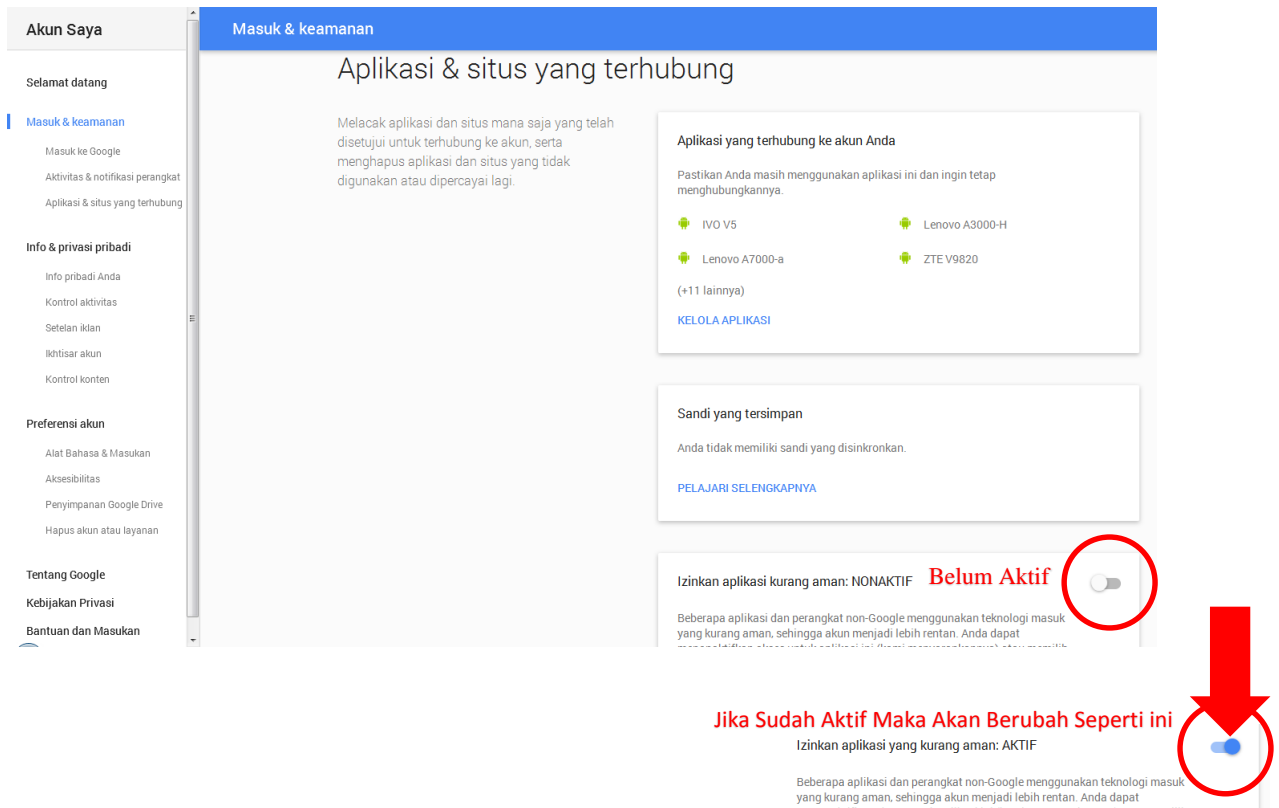 Akun Saya
Masuk & keamanan
Selamat datang
Masuk & keamanan
Masuk ke Google
Aktivitas & notifikasi perangkat
Aplikasi & situs yang terhubung
Info & privasi pribadi
Info pribadi Anda
Kontrol aktivitas
Setelan iklan
Ikhtisar akun
Kontrol konten
Preferensi akun
Alat Bahasa & Masukan
Aksesibilitas
Penyimpanan Google Drive
Hapus akun atau layanan
Tentang Google
Kebijakan Privasi
Bantuan dan Masukan
Aplikasi & situs yang terhubung
Melacak aplikasi dan situs mana saja yang telah
disetujui untuk terhubung ke akun, serta
menghapus aplikasi dan situs yang tidak
digunakan atau dipercayai lagi.
Aplikasi yang terhubung ke akun Anda
Pastikan Anda masih menggunakan aplikasi ini dan ingin tetap
menghubungkannya.
IVO V5
Lenovo A3000-H
Lenovo A7000-a
ZTE V9820
(+11 lainnya)
KELOLA APLIKASI
Sandi yang tersimpan
Anda tidak memiliki sandi yang disinkronkan.
PELAJARI SELENGKAPNYA
Izinkan aplikasi kurang aman: NONAKTIF Belum Aktif
Beberapa aplikasi dan perangkat non-Google menggunakan teknologi masuk
yang kurang aman, sehingga akun menjadi lebih rentan. Anda dapat
Jika Sudah Aktif Maka Akan Berubah Seperti ini
Izinkan aplikasi yang kurang aman: AKTIF
Beberapa aplikasi dan perangkat non-Google menggunakan teknologi masuk
yang kurang aman, sehingga akun menjadi lebih rentan. Anda dapat